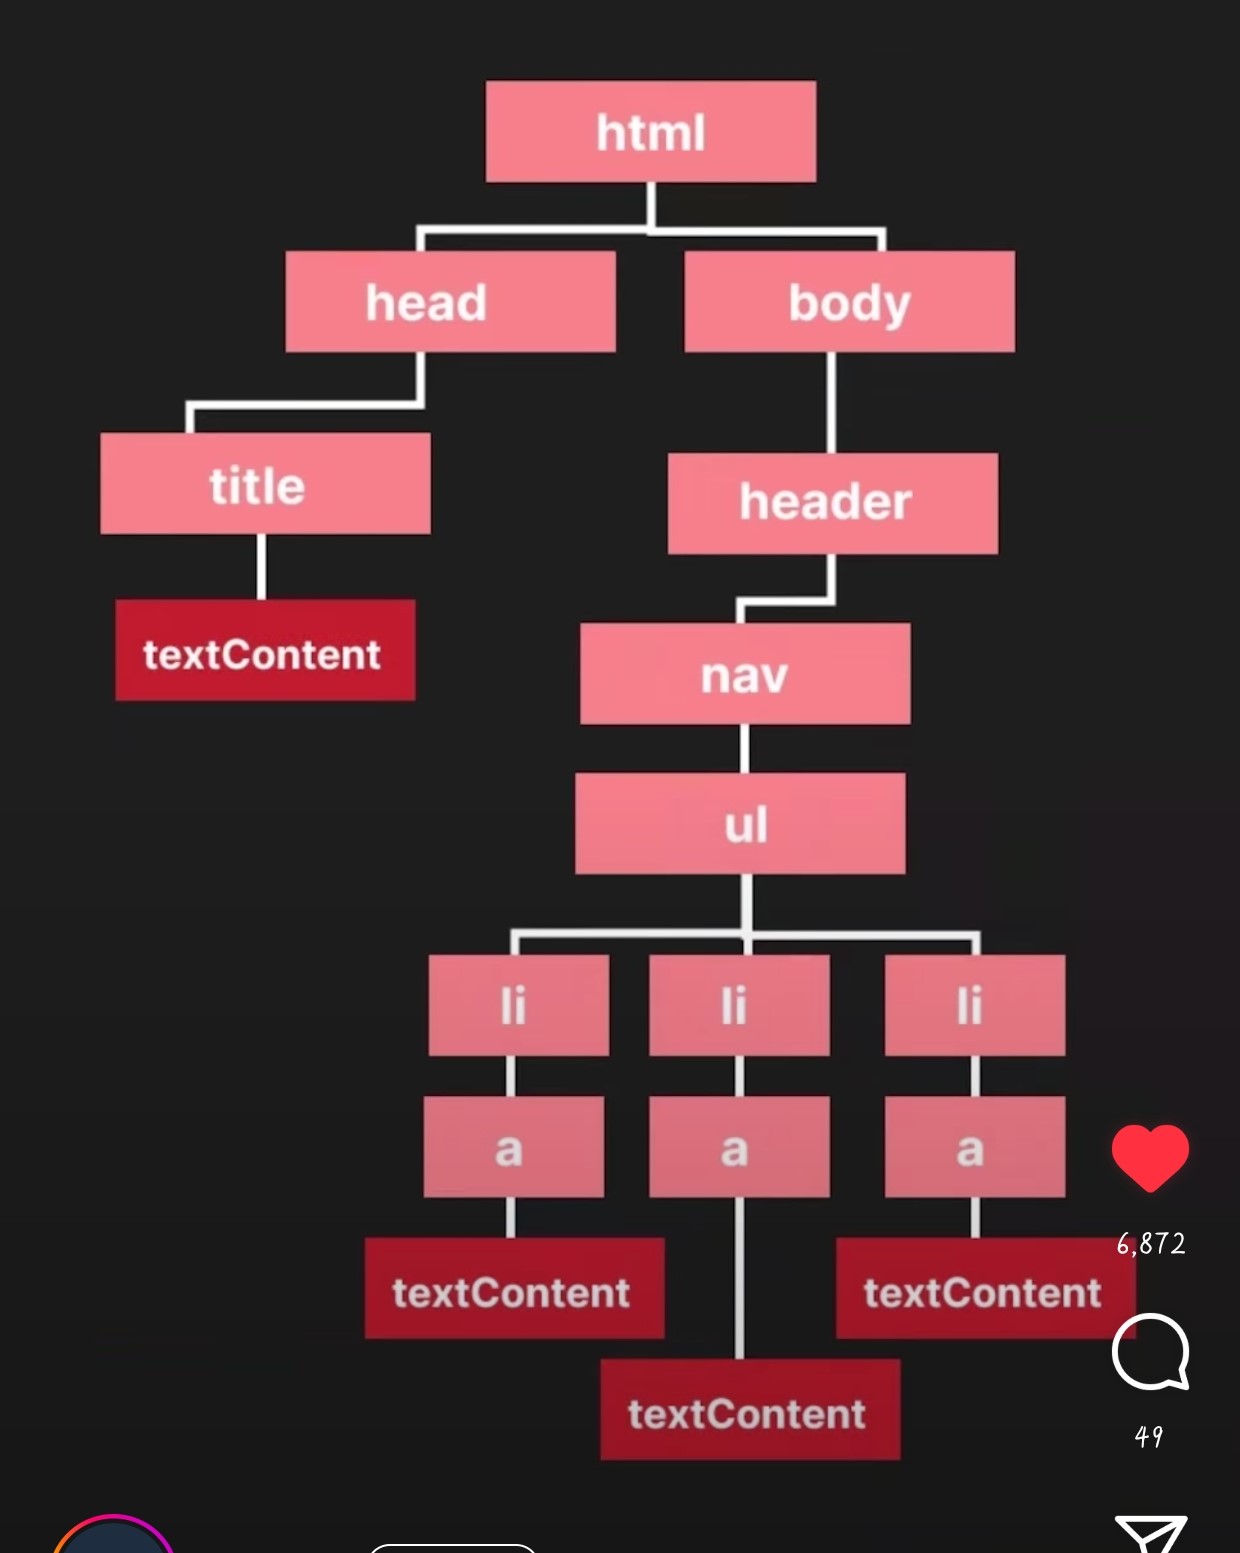 html
head
body
title
header
textContent
nav
ul
li
li
li
a
a
a
textContent
textContent
textContent
6,872
49